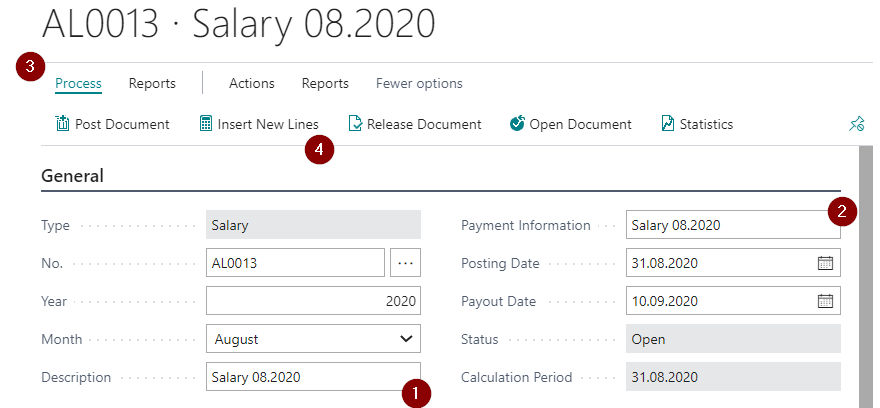 AL0013 · Salary 08.2020
3
Process Reports Actions Reports Fewer options
Post Document Insert New Lines Release Document Open Document Statistics
4
General
2
Type Salary Payment Information Salary 08.2020
No. AL0013 ... Posting Date 31.08.2020
Year 2020 Payout Date 10.09.2020
Month August Status Open
Description Salary 08.2020 Calculation Period 31.08.2020
1